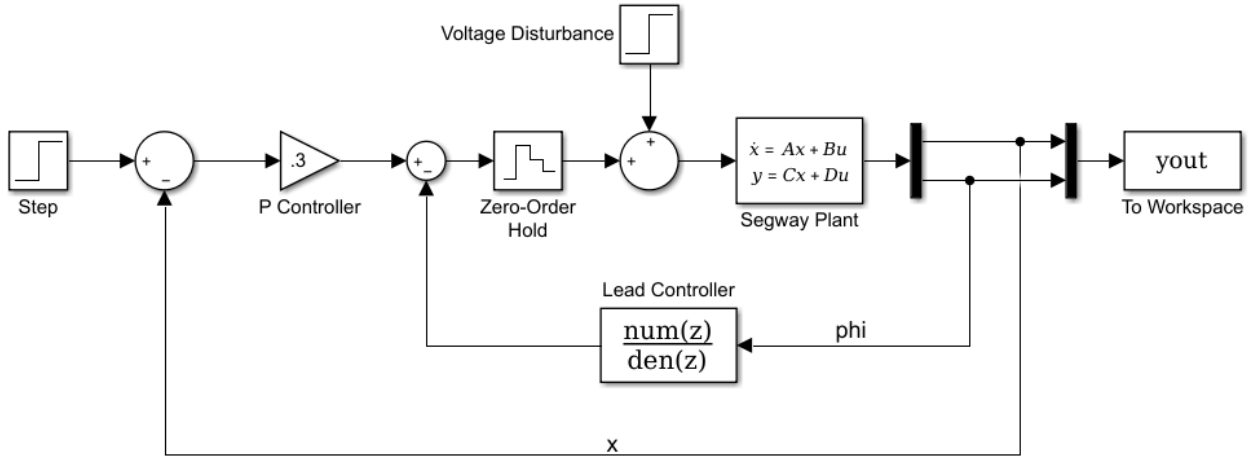 Voltage Disturbance
+
−
.3
+
−
+
+
ẋ = Ax + Bu
y = Cx + Du
yout
Step
P Controller
Zero-Order
Hold
Segway Plant
To Workspace
Lead Controller
num(z)
den(z)
phi
x